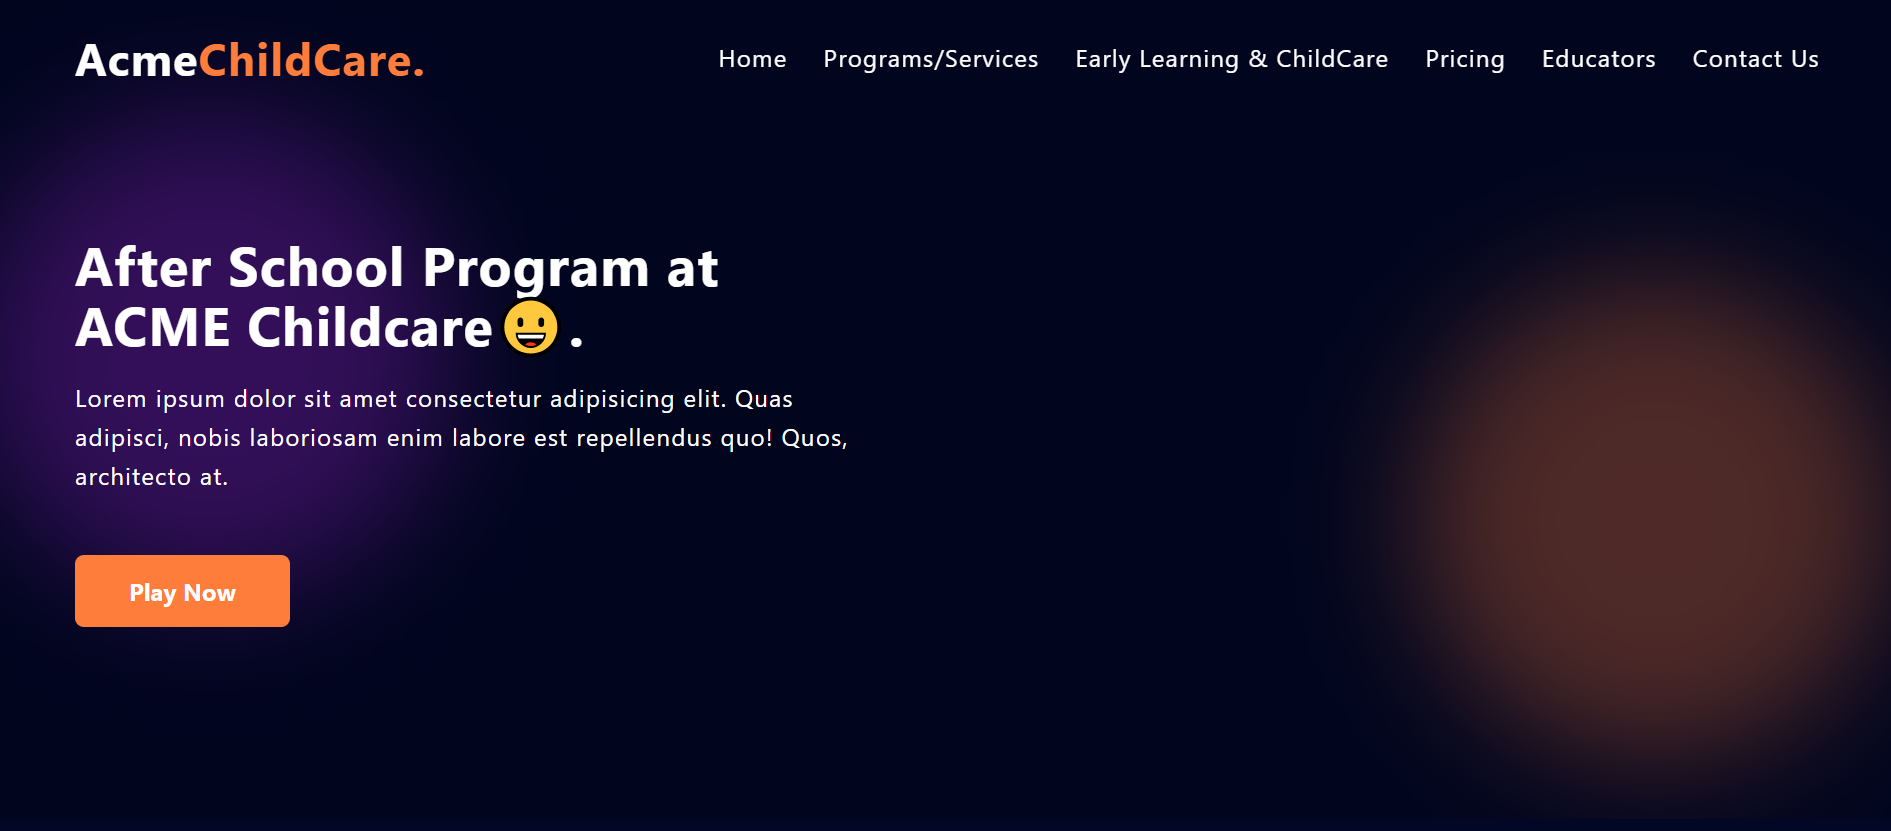 AcmeChildCare.
Home Programs/Services Early Learning & ChildCare Pricing Educators Contact Us
After School Program at
ACME Childcare😀.
Lorem ipsum dolor sit amet consectetur adipisicing elit. Quas
adipisci, nobis laboriosam enim labore est repellendus quo! Quos,
architecto at.
Play Now